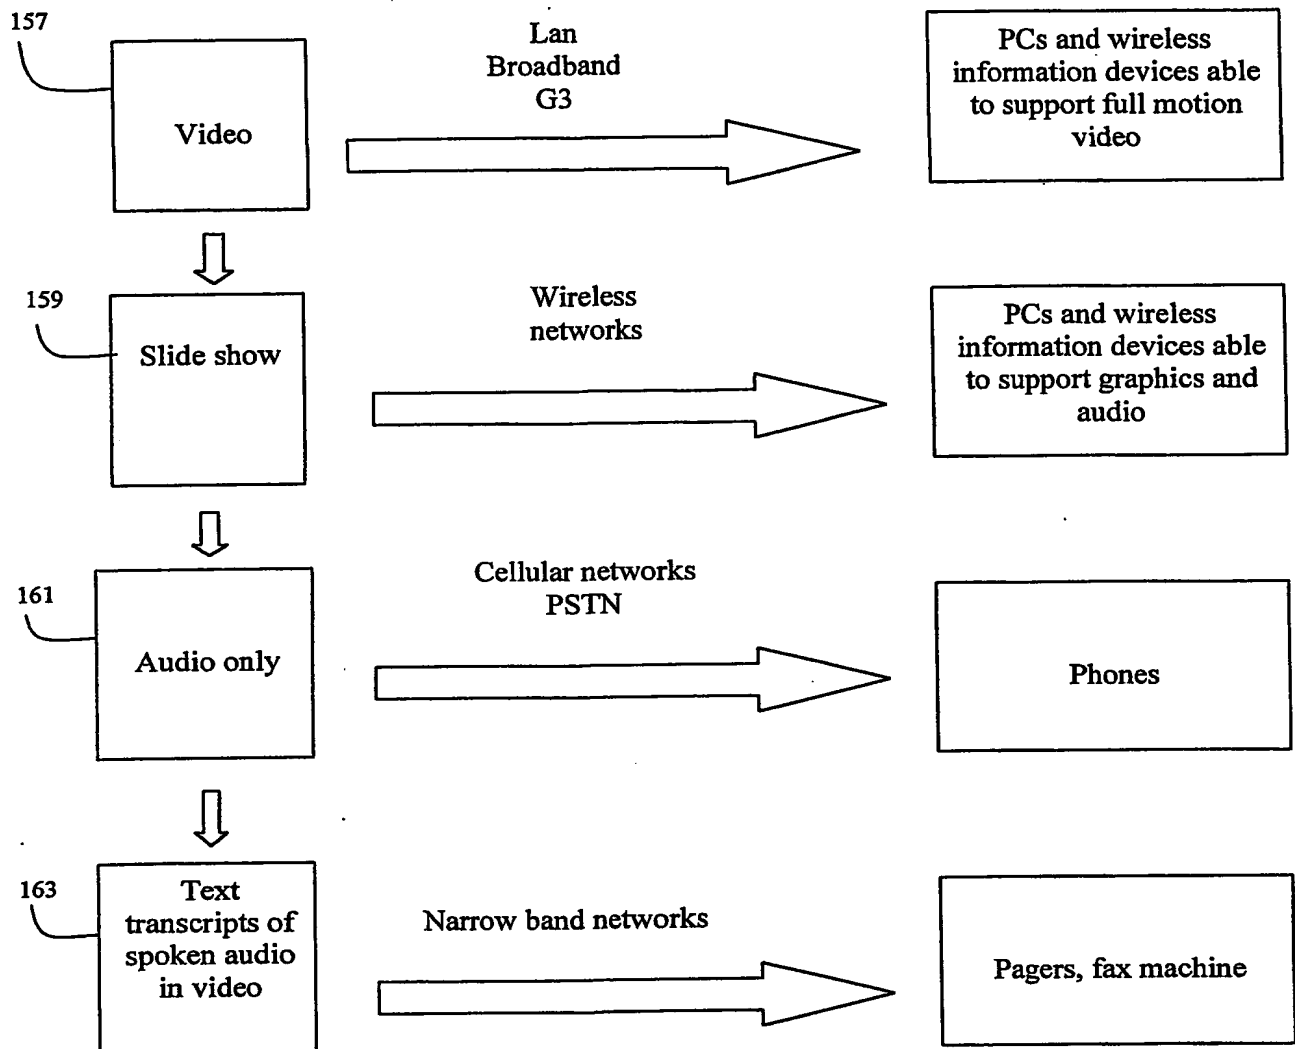 157
Video
Lan
Broadband
G3
PCs and wireless
information devices able
to support full motion
video
159
Slide show
Wireless
networks
PCs and wireless
information devices able
to support graphics and
audio
161
Audio only
Cellular networks
PSTN
Phones
163
Text
transcripts of
spoken audio
in video
Narrow band networks
Pagers, fax machine